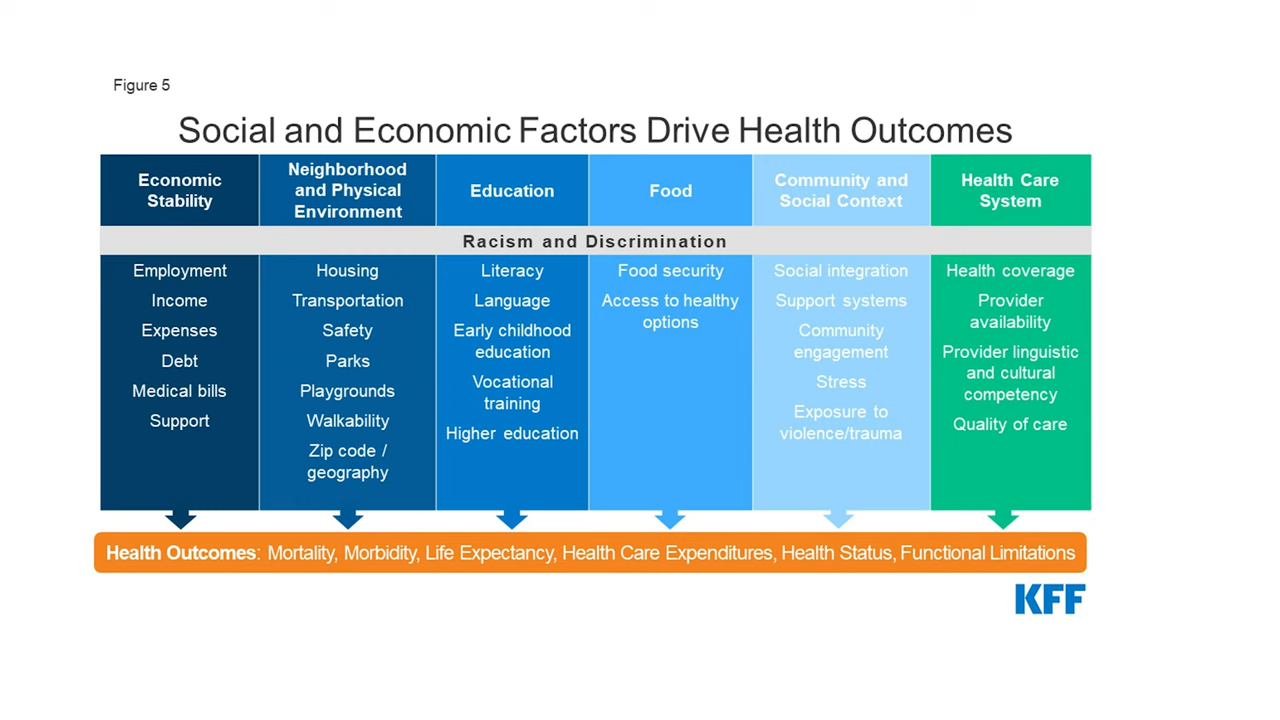 Figure 5
Social and Economic Factors Drive Health Outcomes
Economic
Stability
Neighborhood
and Physical
Environment
Education
Food
Community and
Social Context
Health Care
System
Racism and Discrimination
Employment
Income
Expenses
Debt
Medical bills
Support
Housing
Transportation
Safety
Parks
Playgrounds
Walkability
Zip code /
geography
Literacy
Language
Early childhood
education
Vocational
training
Higher education
Food security
Access to healthy
options
Social integration
Support systems
Community
engagement
Stress
Exposure to
violence/trauma
Health coverage
Provider
availability
Provider linguistic
and cultural
competency
Quality of care
Health Outcomes: Mortality, Morbidity, Life Expectancy, Health Care Expenditures, Health Status, Functional Limitations
KFF